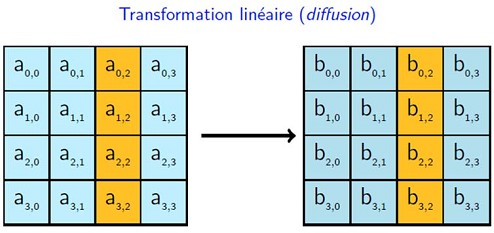 Transformation linéaire (diffusion)
a0,0 a0,1 a0,2 a0,3 b0,0 b0,1 b0,2 b0,3
a1,0 a1,1 a1,2 a1,3 b1,0 b1,1 b1,2 b1,3
a2,0 a2,1 a2,2 a2,3 b2,0 b2,1 b2,2 b2,3
a3,0 a3,1 a3,2 a3,3 b3,0 b3,1 b3,2 b3,3